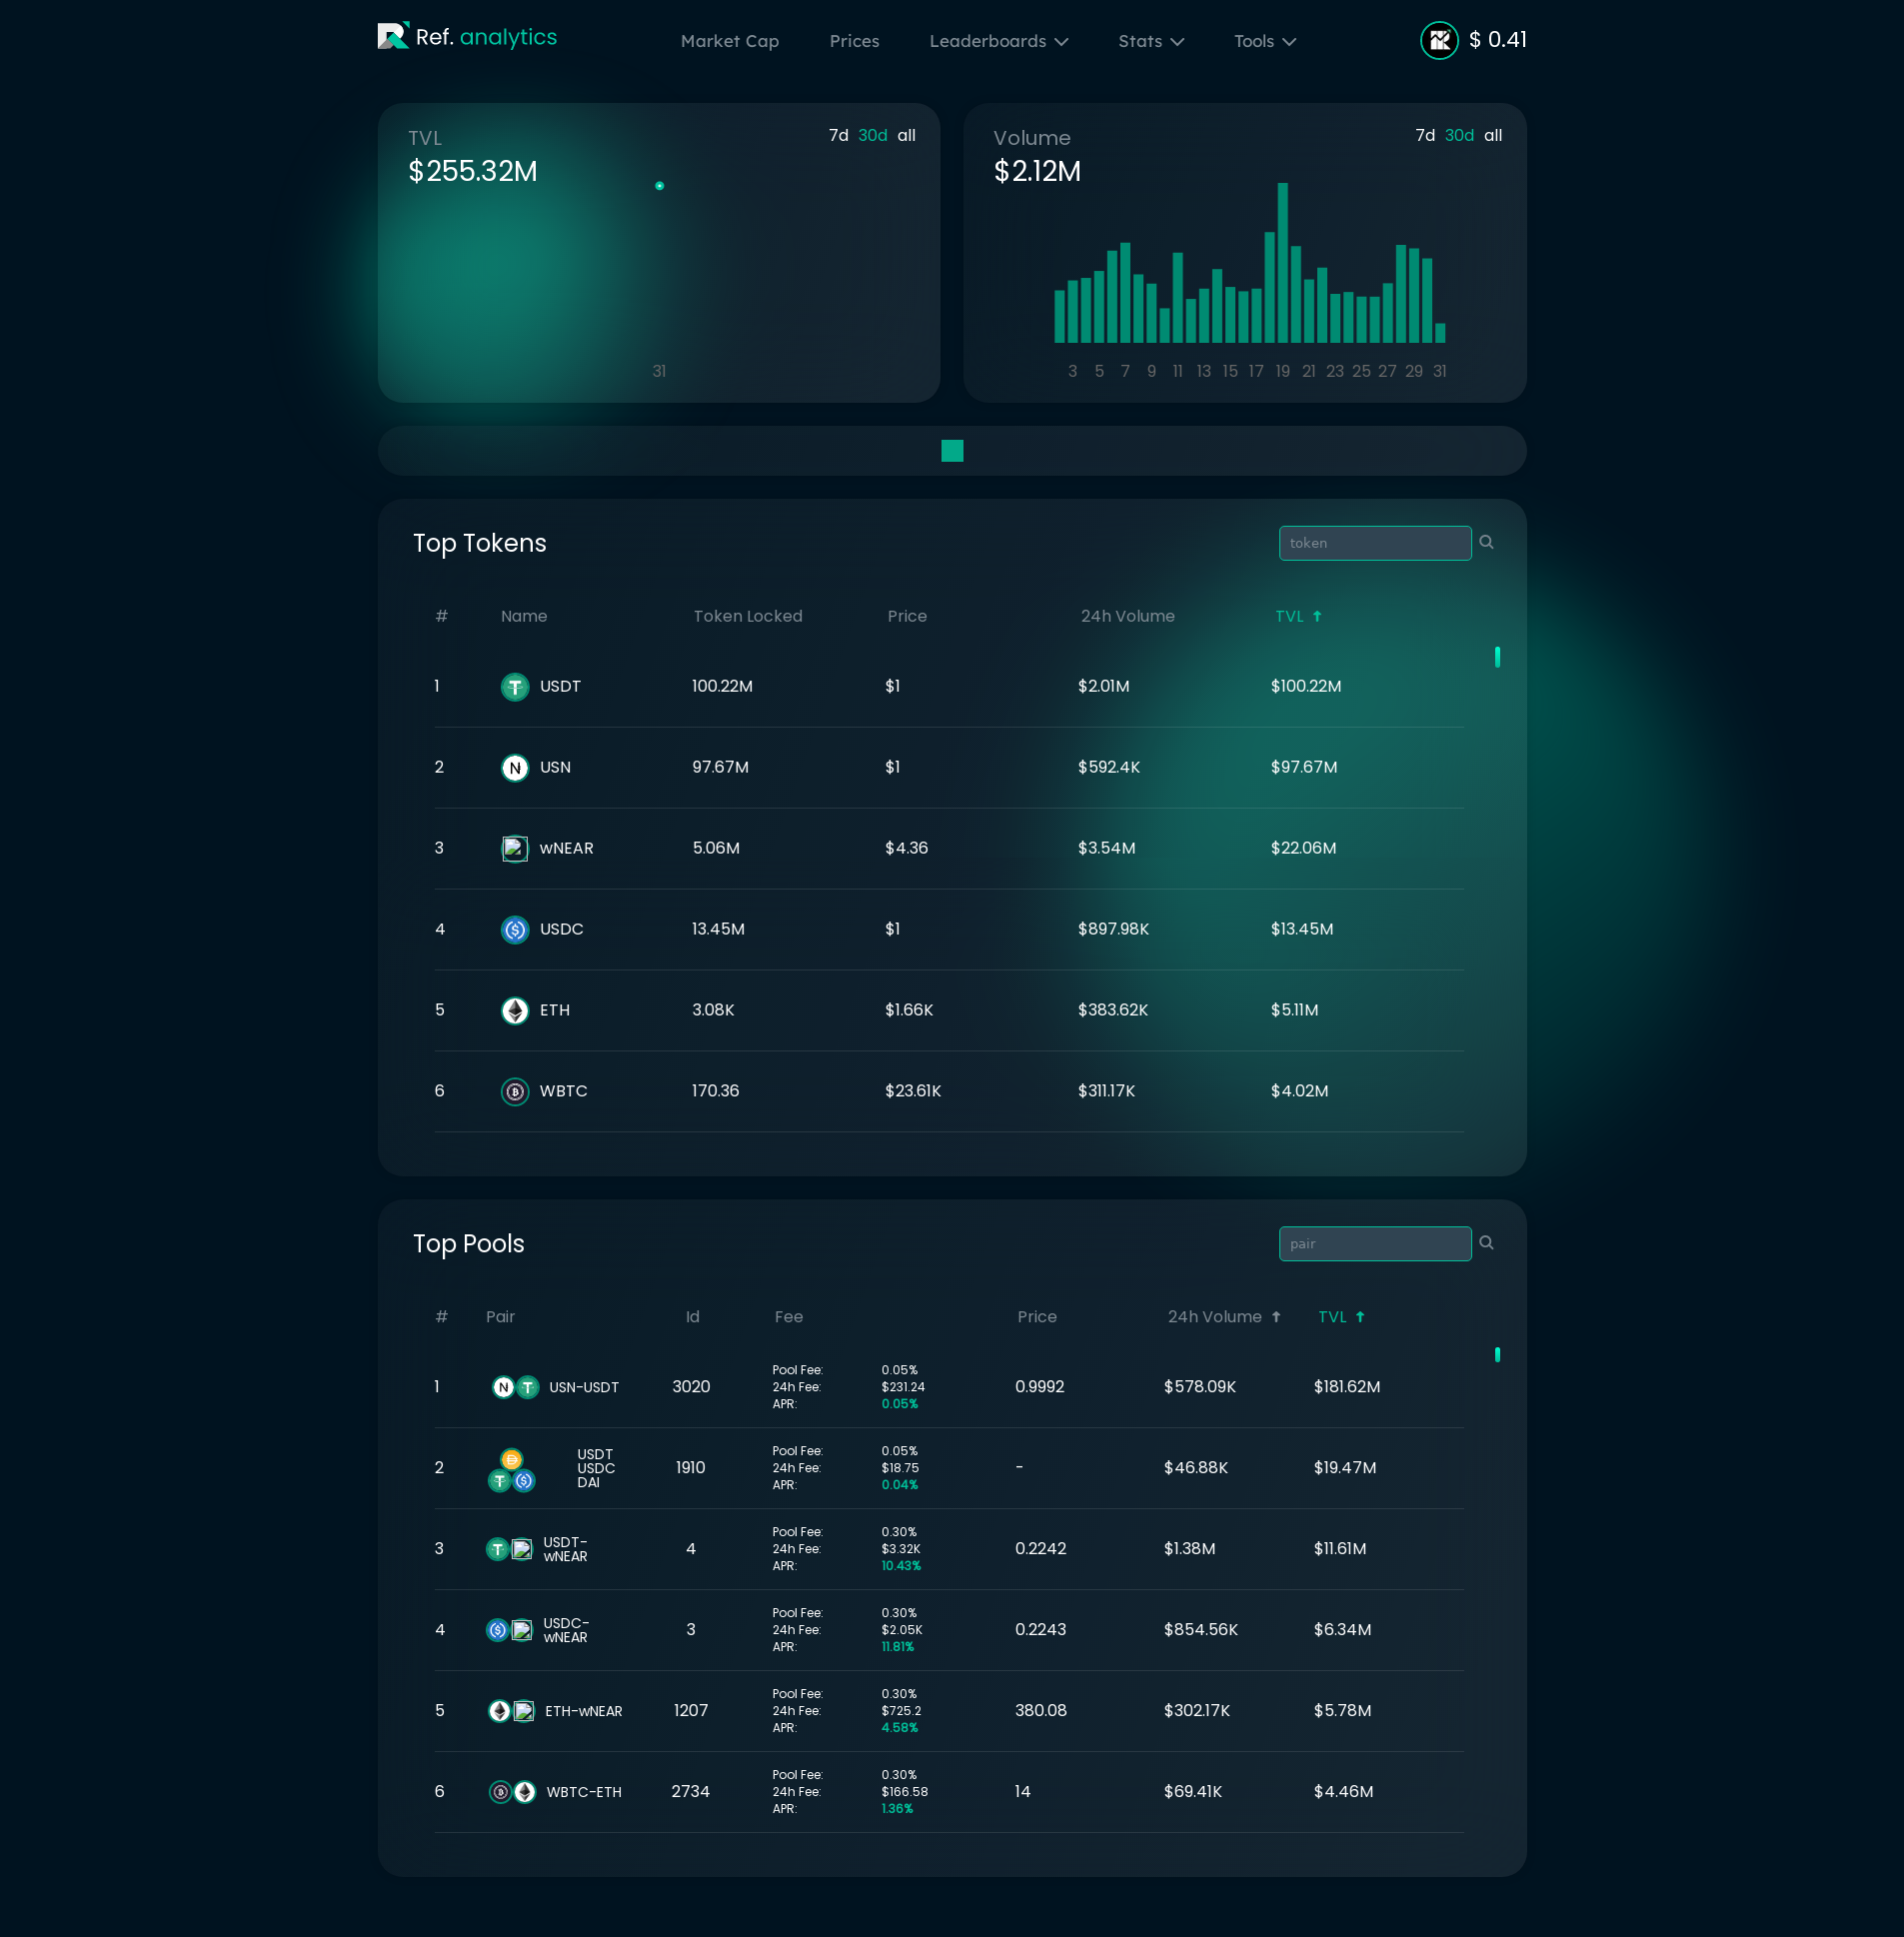 Ref. analytics
Market Cap Prices Leaderboards Stats Tools
$ 0.41
TVL
7d 30d all
$255.32M
31
Volume
7d 30d all
$2.12M
3 5 7 9 11 13 15 17 19 21 23 25 27 29 31
Top Tokens
token
# Name Token Locked Price 24h Volume TVL
1 USDT 100.22M $1 $2.01M $100.22M
2 USN 97.67M $1 $592.4K $97.67M
3 wNEAR 5.06M $4.36 $3.54M $22.06M
4 USDC 13.45M $1 $897.98K $13.45M
5 ETH 3.08K $1.66K $383.62K $5.11M
6 WBTC 170.36 $23.61K $311.17K $4.02M
Top Pools
pair
# Pair Id Fee Price 24h Volume TVL
1 USN-USDT 3020
Pool Fee: 0.05%
24h Fee: $231.24
APR: 0.05%
0.9992 $578.09K $181.62M
2
USDT
USDC
DAI
1910
Pool Fee: 0.05%
24h Fee: $18.75
APR: 0.04%
- $46.88K $19.47M
3
USDT-
wNEAR
4
Pool Fee: 0.30%
24h Fee: $3.32K
APR: 10.43%
0.2242 $1.38M $11.61M
4
USDC-
wNEAR
3
Pool Fee: 0.30%
24h Fee: $2.05K
APR: 11.81%
0.2243 $854.56K $6.34M
5 ETH-wNEAR 1207
Pool Fee: 0.30%
24h Fee: $725.2
APR: 4.58%
380.08 $302.17K $5.78M
6 WBTC-ETH 2734
Pool Fee: 0.30%
24h Fee: $166.58
APR: 1.36%
14 $69.41K $4.46M